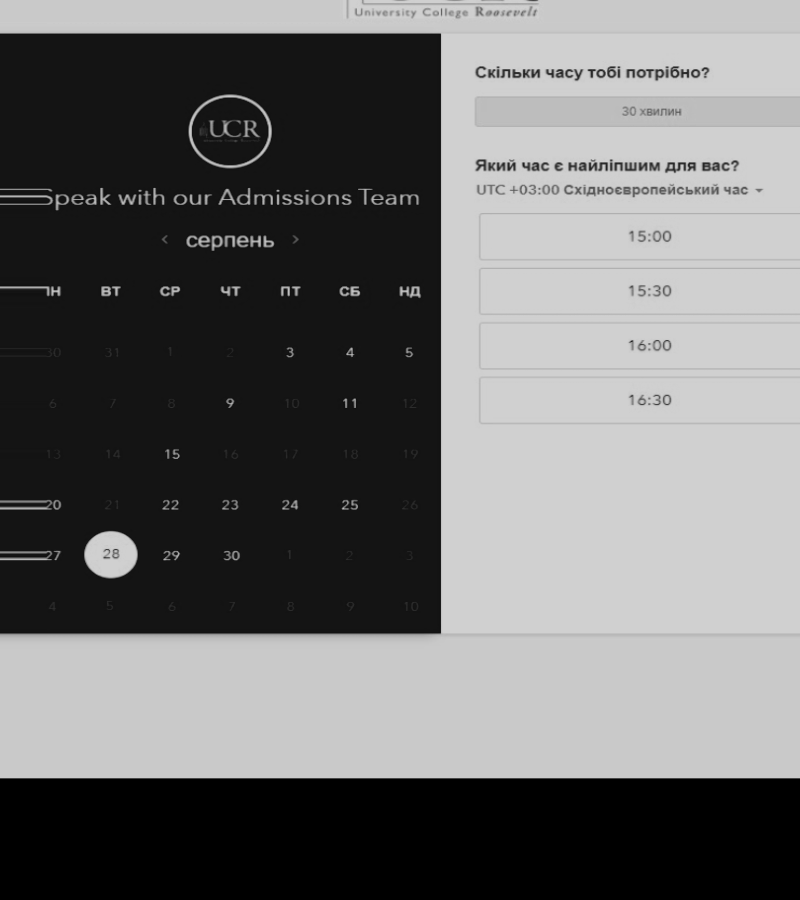 University College Roosevelt
UCR
Speak with our Admissions Team
< серпень >
ПН ВТ СР ЧТ ПТ СБ НД
30 31 1 2 3 4 5
6 7 8 9 10 11 12
13 14 15 16 17 18 19
20 21 22 23 24 25 26
27 28 29 30 1 2 3
4 5 6 7 8 9 10
Скільки часу тобі потрібно?
30 хвилин
Який час є найліпшим для вас?
UTC +03:00 Східноєвропейський час
15:00
15:30
16:00
16:30